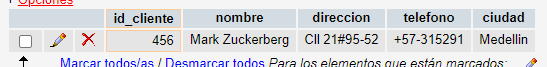 Opciones
id_cliente nombre direccion telefono ciudad
456 Mark Zuckerberg Cll 21#95-52 +57-315291 Medellin
Marcar todos/as / Desmarcar todos Para los elementos que están marcados: